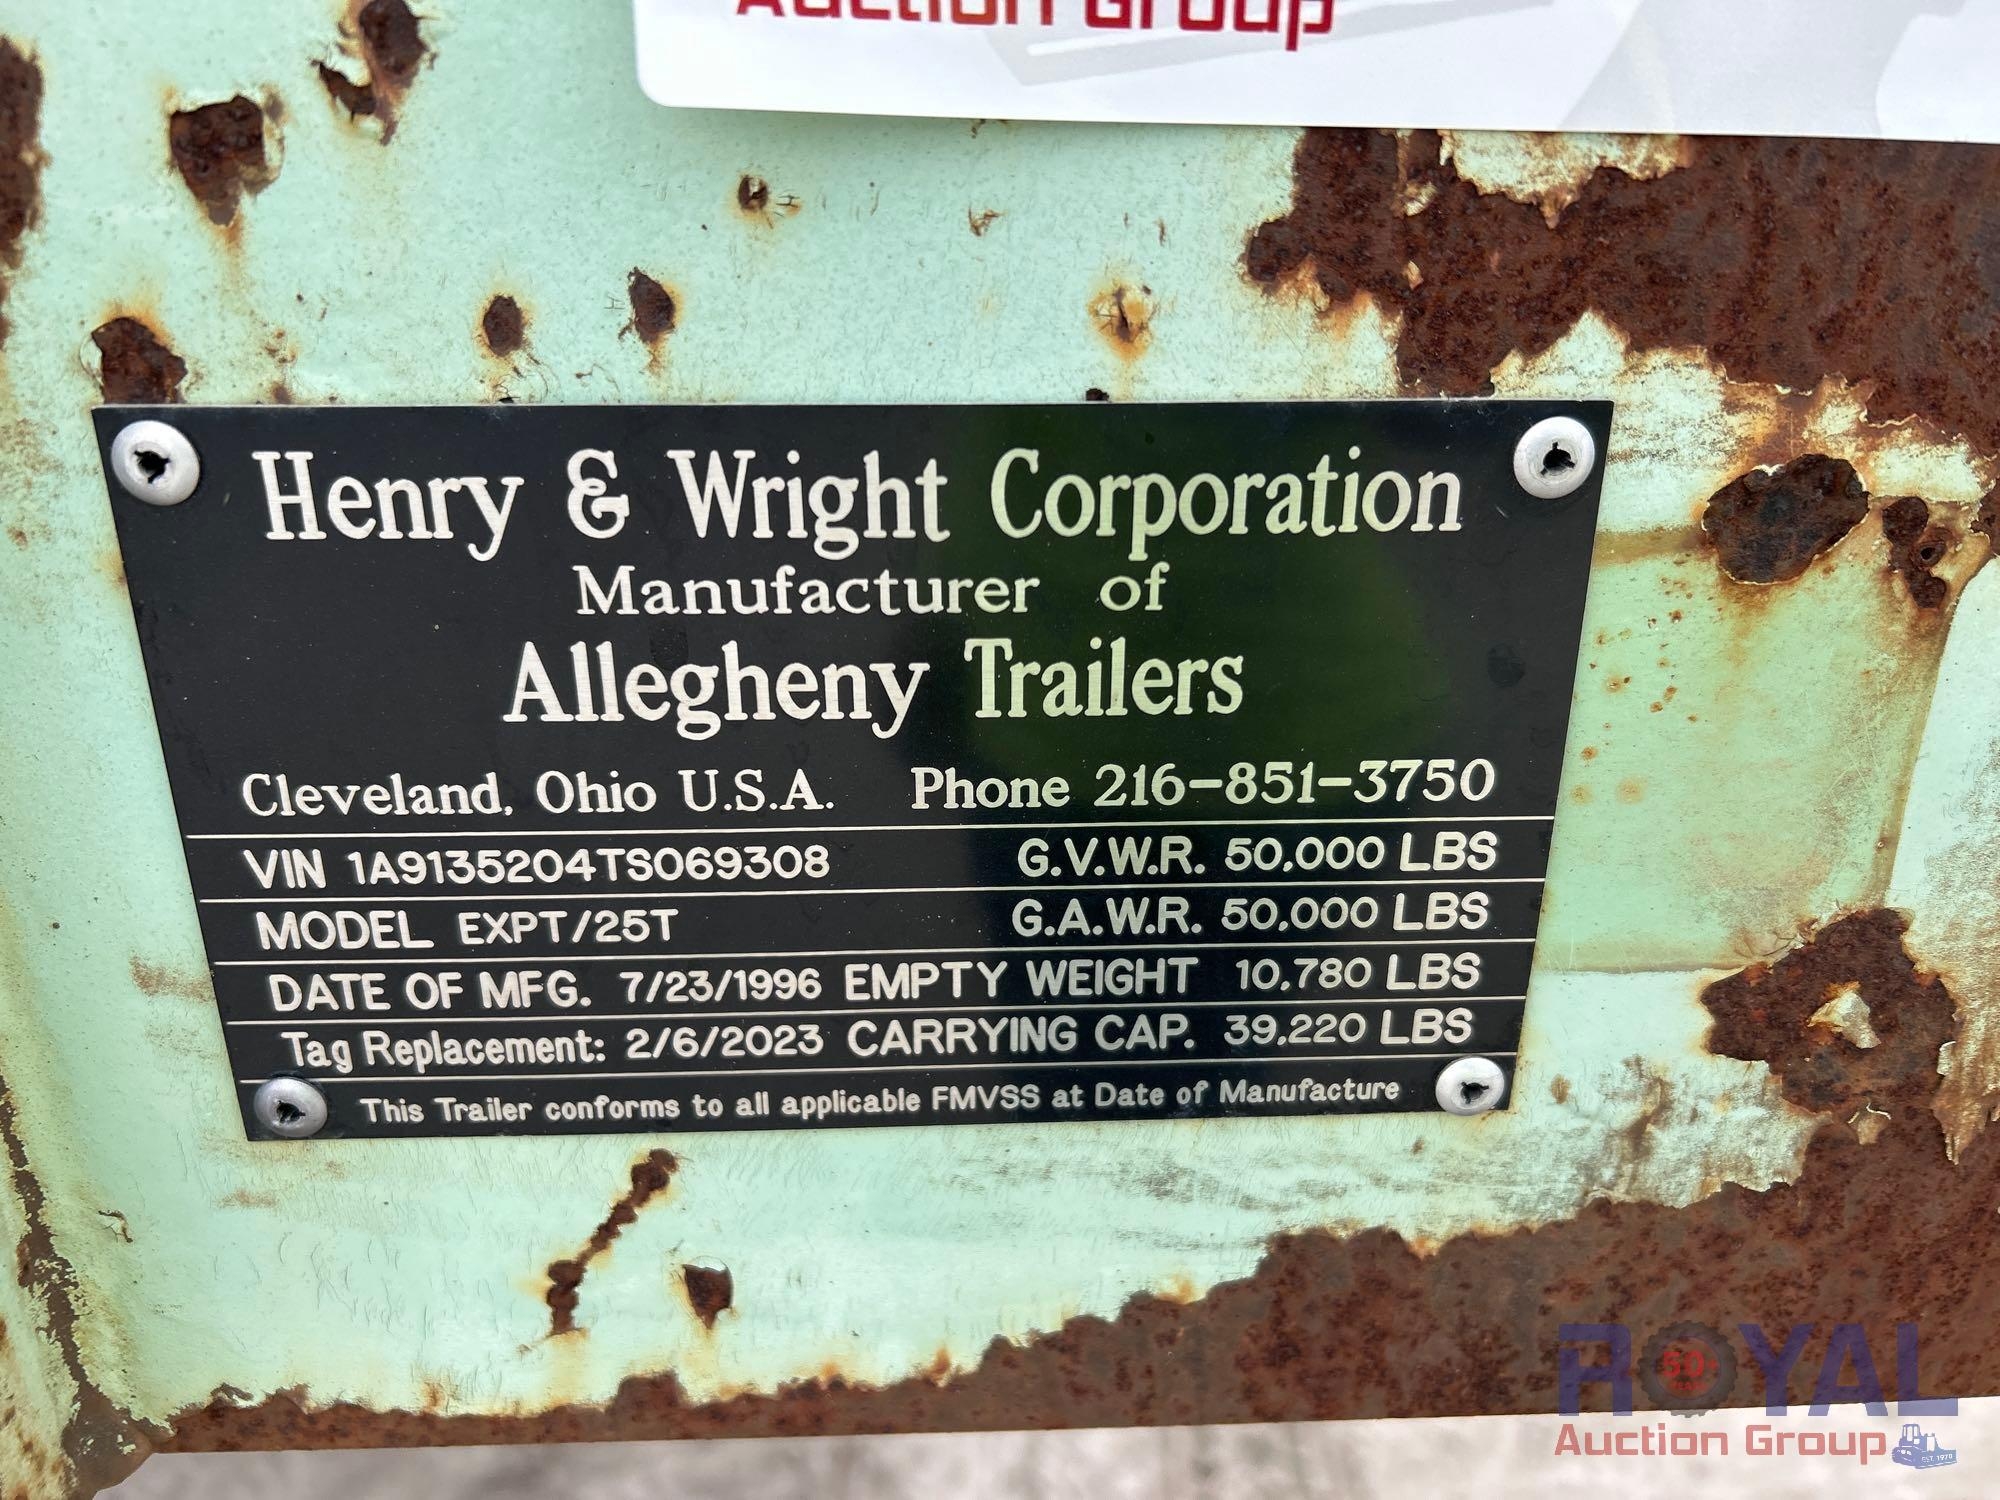 Auction Group
Henry & Wright Corporation
Manufacturer of
Allegheny Trailers
Cleveland, Ohio U.S.A. Phone 216-851-3750
VIN 1A9135204TS069308 G.V.W.R. 50,000 LBS
MODEL EXPT/25T G.A.W.R. 50,000 LBS
DATE OF MFG. 7/23/1996 EMPTY WEIGHT 10,780 LBS
Tag Replacement: 2/6/2023 CARRYING CAP. 39,220 LBS
This Trailer conforms to all applicable FMVSS at Date of Manufacture
ROYAL
50+
Auction Group
EST. 1970